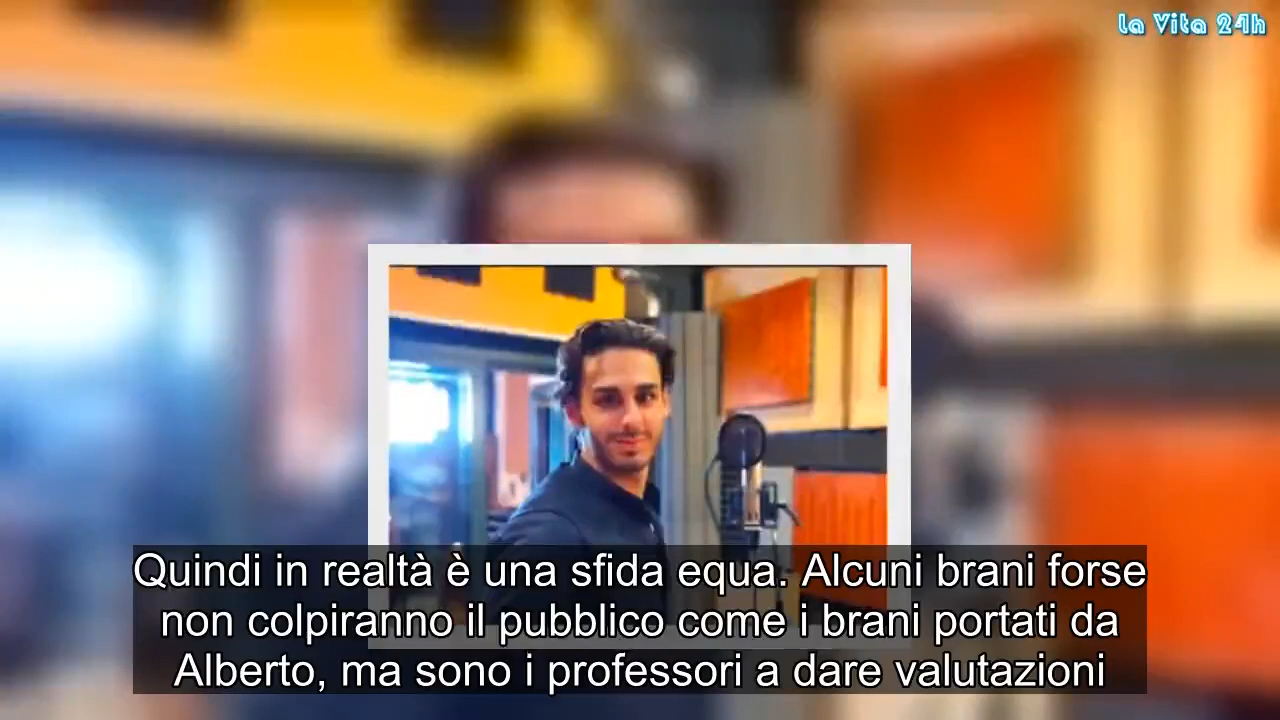 La Vita 24h
Quindi in realtà è una sfida equa. Alcuni brani forse
non colpiranno il pubblico come i brani portati da
Alberto, ma sono i professori a dare valutazioni